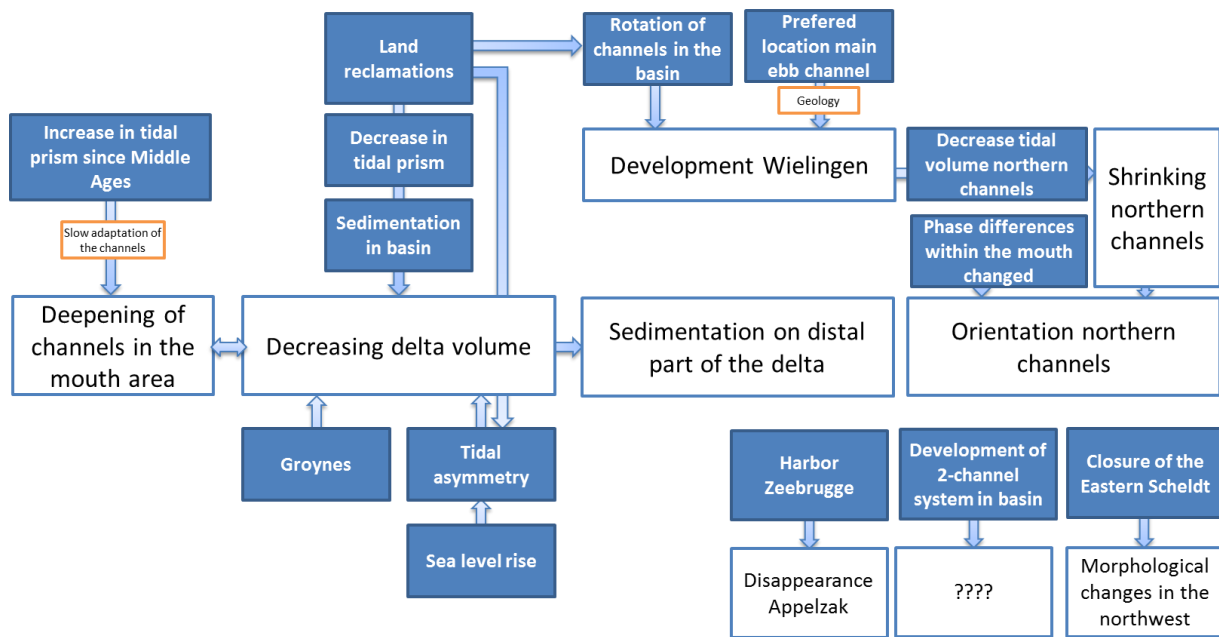 Land
reclamations
Rotation of
channels in the
basin
Prefered
location main
ebb channel
Geology
Increase in tidal
prism since Middle
Ages
Decrease in
tidal prism
Development Wielingen
Decrease tidal
volume northern
channels
Shrinking
northern
channels
Slow adaptation of
the channels
Sedimentation
in basin
Phase differences
within the mouth
changed
Deepening of
channels in the
mouth area
Decreasing delta volume
Sedimentation on distal
part of the delta
Orientation northern
channels
Groynes
Tidal
asymmetry
Sea level rise
Harbor
Zeebrugge
Development of
2-channel
system in basin
Closure of the
Eastern Scheldt
Disappearance
Appelzak
????
Morphological
changes in the
northwest